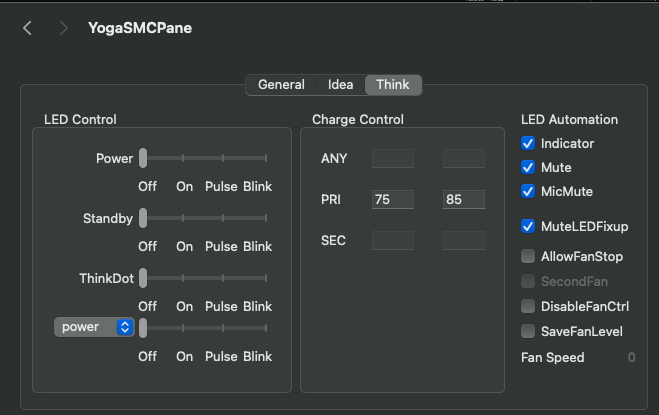 YogaSMCPane
General Idea Think
LED Control
Power
Off On Pulse Blink
Standby
Off On Pulse Blink
ThinkDot
Off On Pulse Blink
power
Off On Pulse Blink
Charge Control
ANY
PRI 75 85
SEC
LED Automation
Indicator
Mute
MicMute
MuteLEDFixup
AllowFanStop
SecondFan
DisableFanCtrl
SaveFanLevel
Fan Speed 0